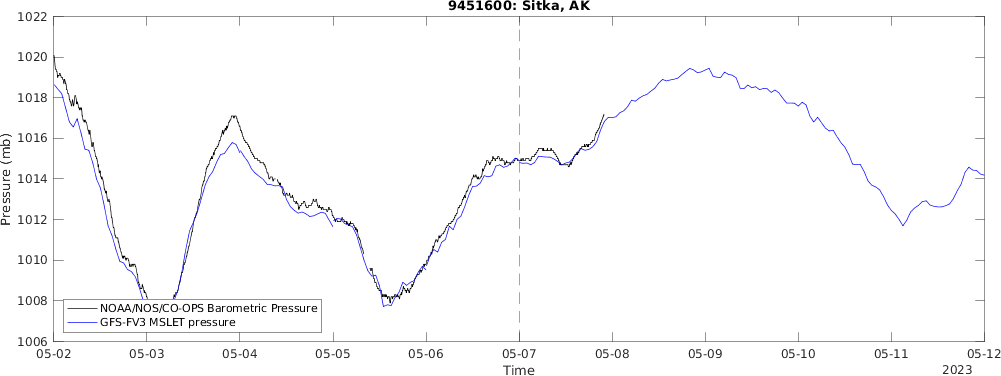 9451600: Sitka, AK
1022
1020
1018
1016
1014
1012
1010
1008
1006
Pressure (mb)
NOAA/NOS/CO-OPS Barometric Pressure
GFS-FV3 MSLET pressure
05-02 05-03 05-04 05-05 05-06 05-07 05-08 05-09 05-10 05-11 05-12
Time
2023